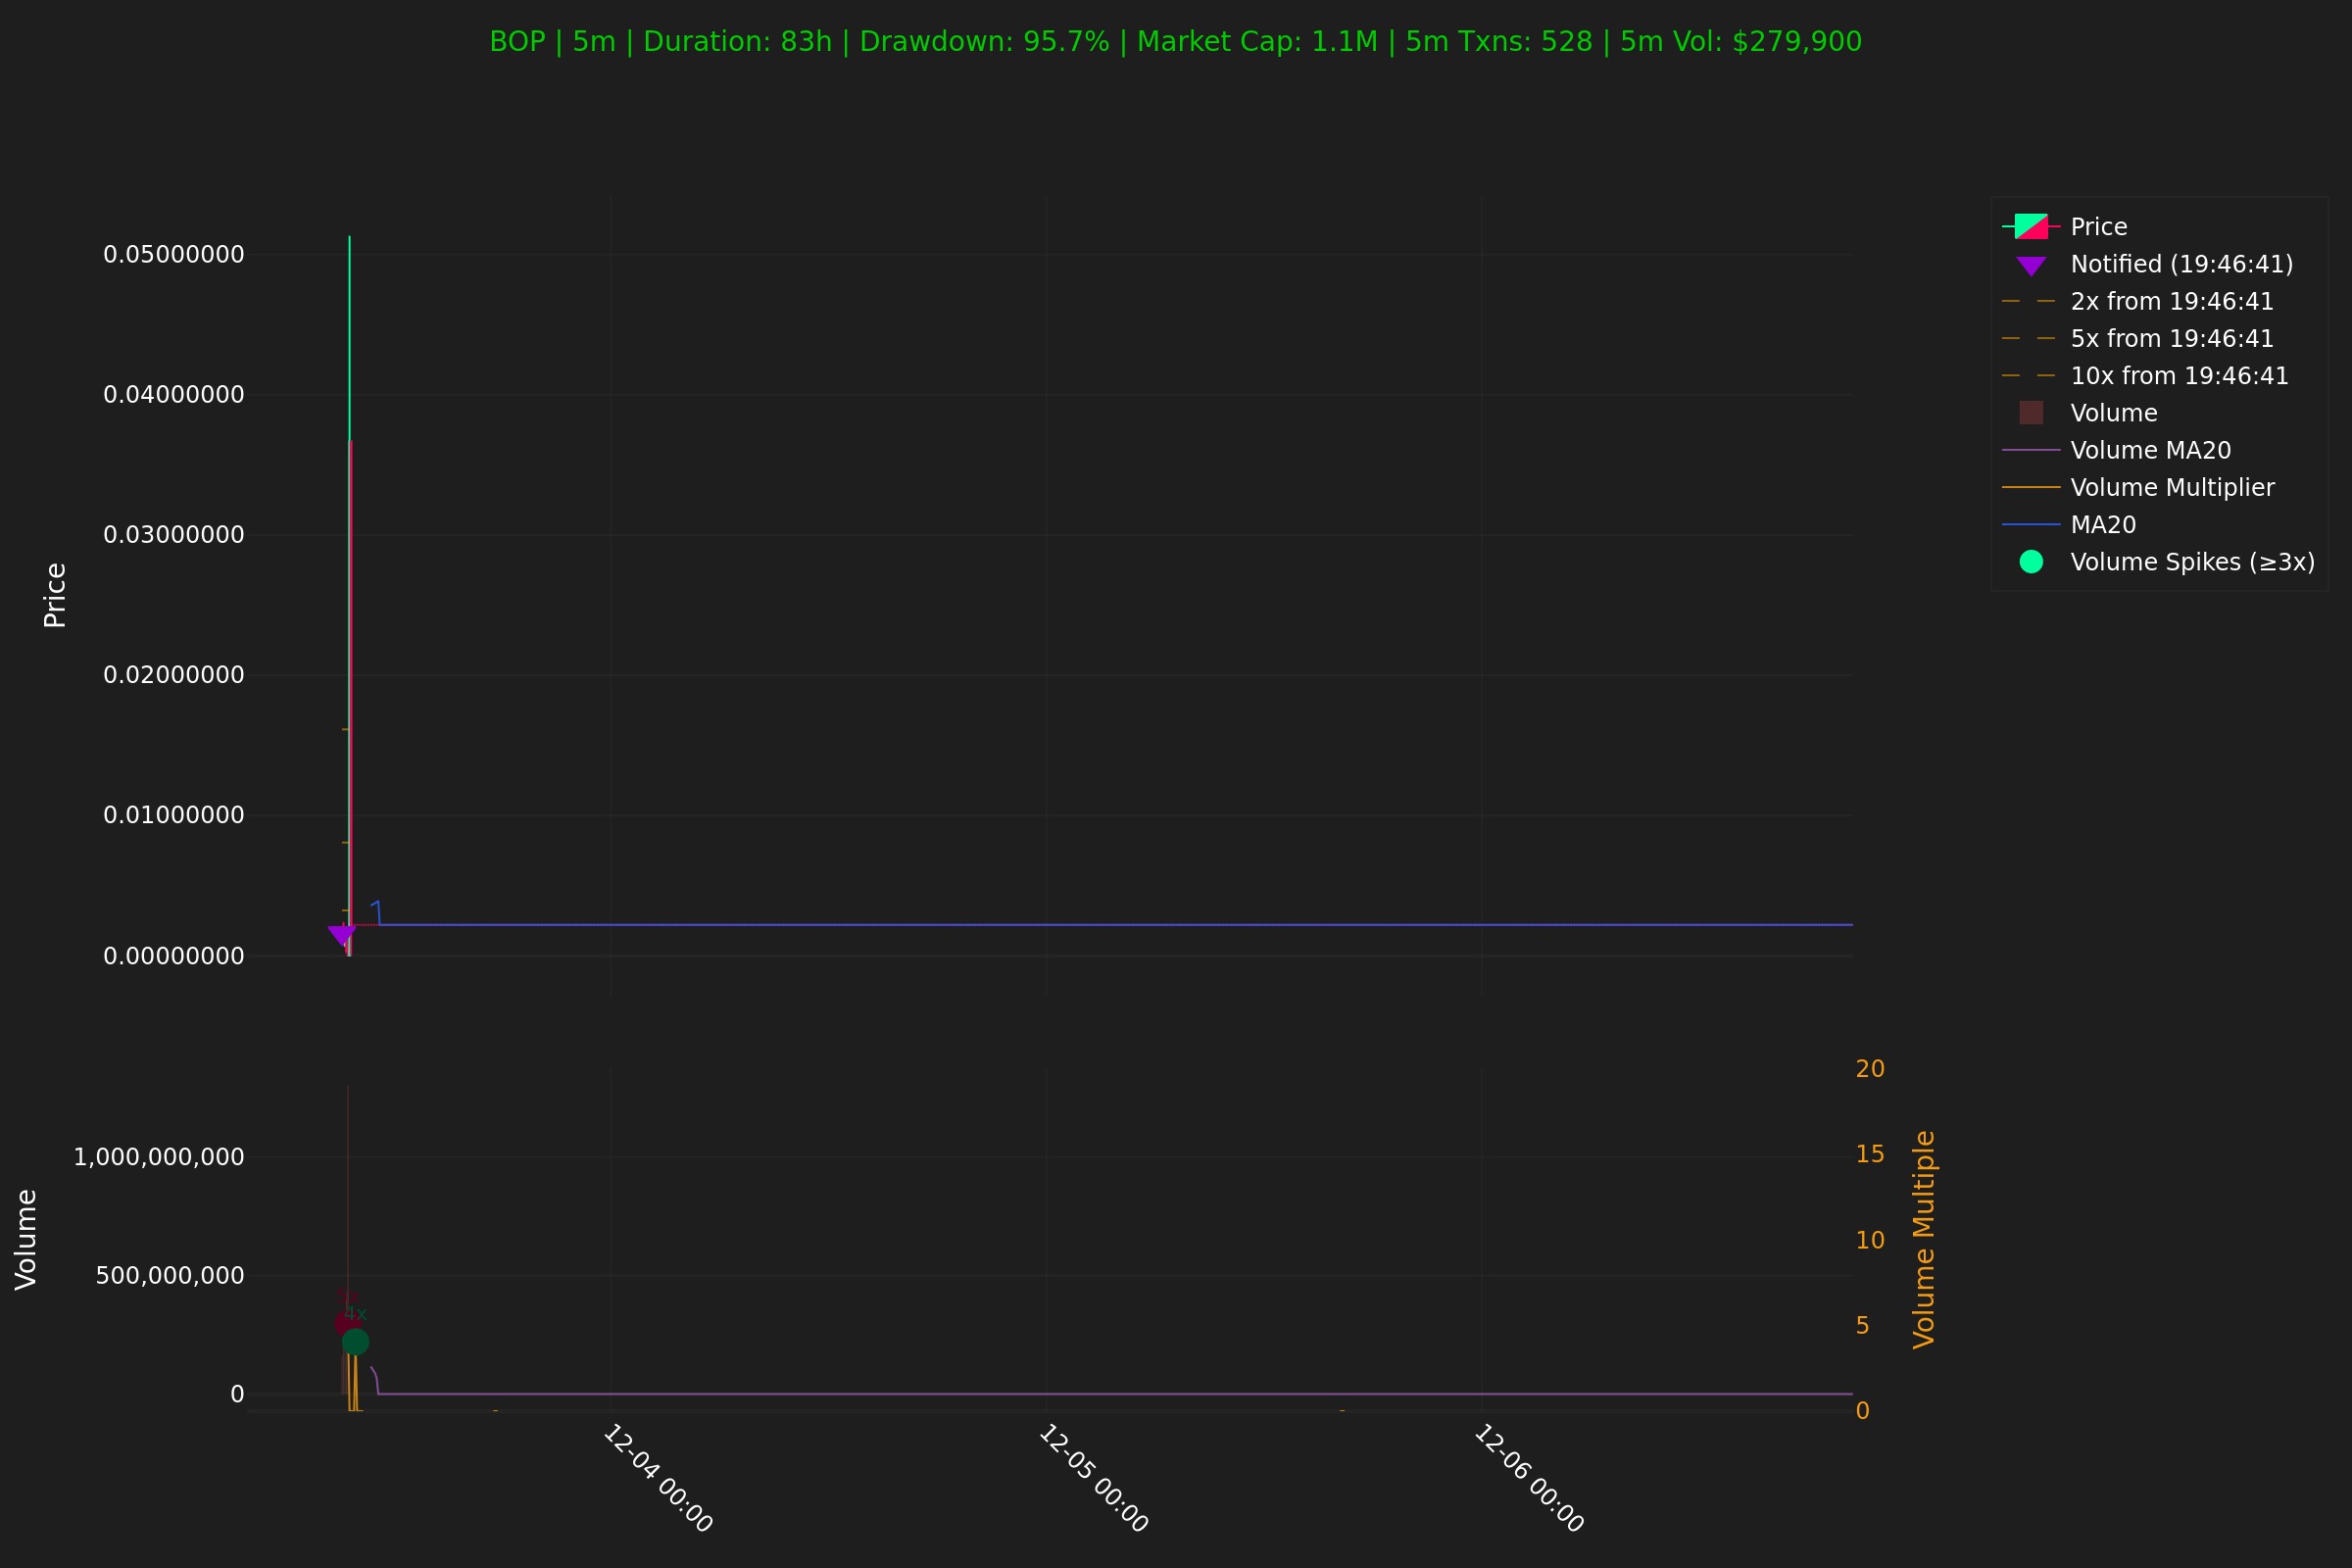 BOP | 5m | Duration: 83h | Drawdown: 95.7% | Market Cap: 1.1M | 5m Txns: 528 | 5m Vol: $279,900
Price
0.05000000
0.04000000
0.03000000
0.02000000
0.01000000
0.00000000
Price
Notified (19:46:41)
2x from 19:46:41
5x from 19:46:41
10x from 19:46:41
Volume
Volume MA20
Volume Multiplier
MA20
Volume Spikes (≥3x)
Volume
1,000,000,000
500,000,000
0
4x
20
15
10
5
0
Volume Multiple
12-04 00:00
12-05 00:00
12-06 00:00